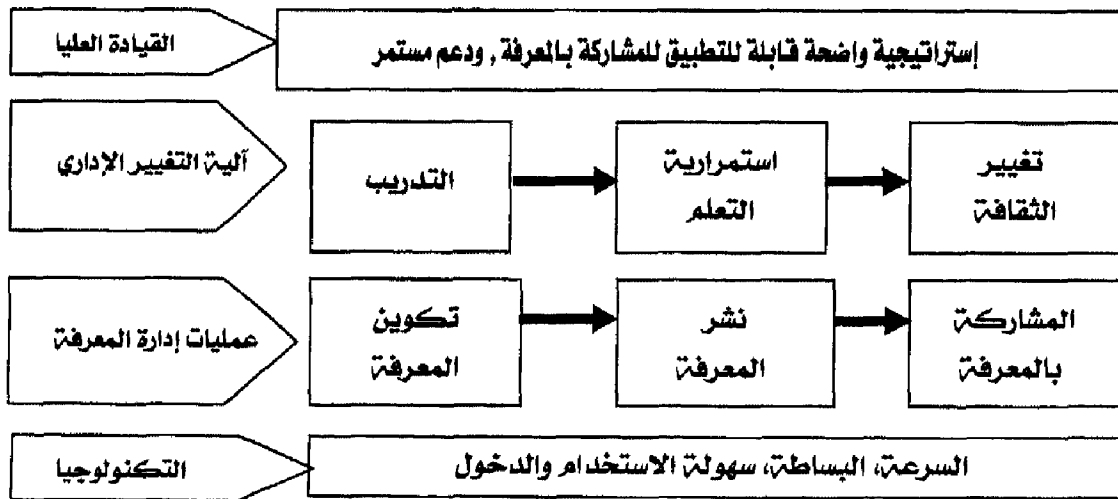 القيادة العليا
إستراتيجية واضحة قابلة للتطبيق للمشاركة بالمعرفة , ودعم مستمر
آلية التغيير الإداري
التدريب
استمرارية
التعلم
تغيير
الثقافة
عمليات إدارة المعرفة
تكوين
المعرفة
نشر
المعرفة
المشاركة
بالمعرفة
التكنولوجيا
السرعة، البساطة، سهولة الاستخدام والدخول